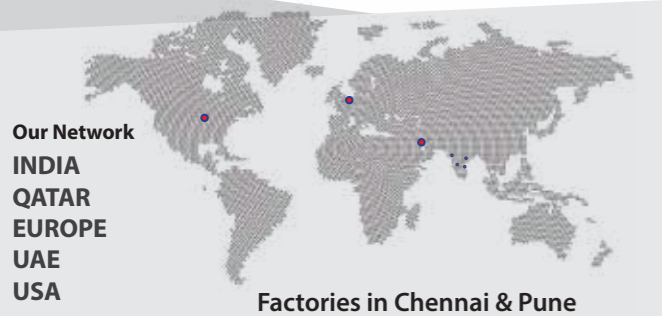 Our Network
INDIA
QATAR
EUROPE
UAE
USA
Factories in Chennai & Pune